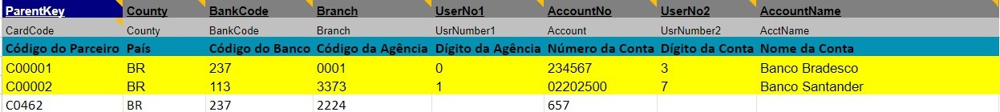 ParentKey County BankCode Branch UserNo1 AccountNo UserNo2 AccountName
CardCode County BankCode Branch UsrNumber1 Account UsrNumber2 AcctName
Código do Parceiro País Código do Banco Código da Agência Dígito da Agência Número da Conta Dígito da Conta Nome da Conta
C00001 BR 237 0001 0 234567 3 Banco Bradesco
C00002 BR 113 3373 1 02202500 7 Banco Santander
C0462 BR 237 2224 657